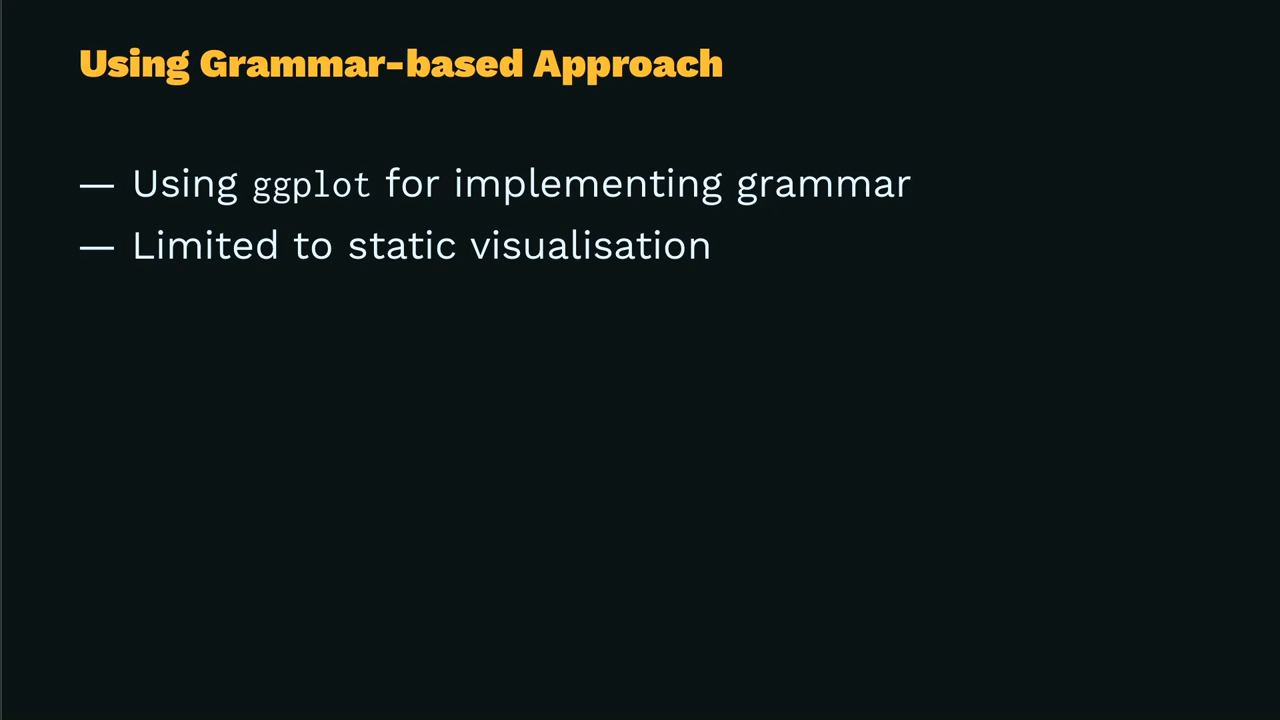 Using Grammar-based Approach
— Using ggplot for implementing grammar
— Limited to static visualisation